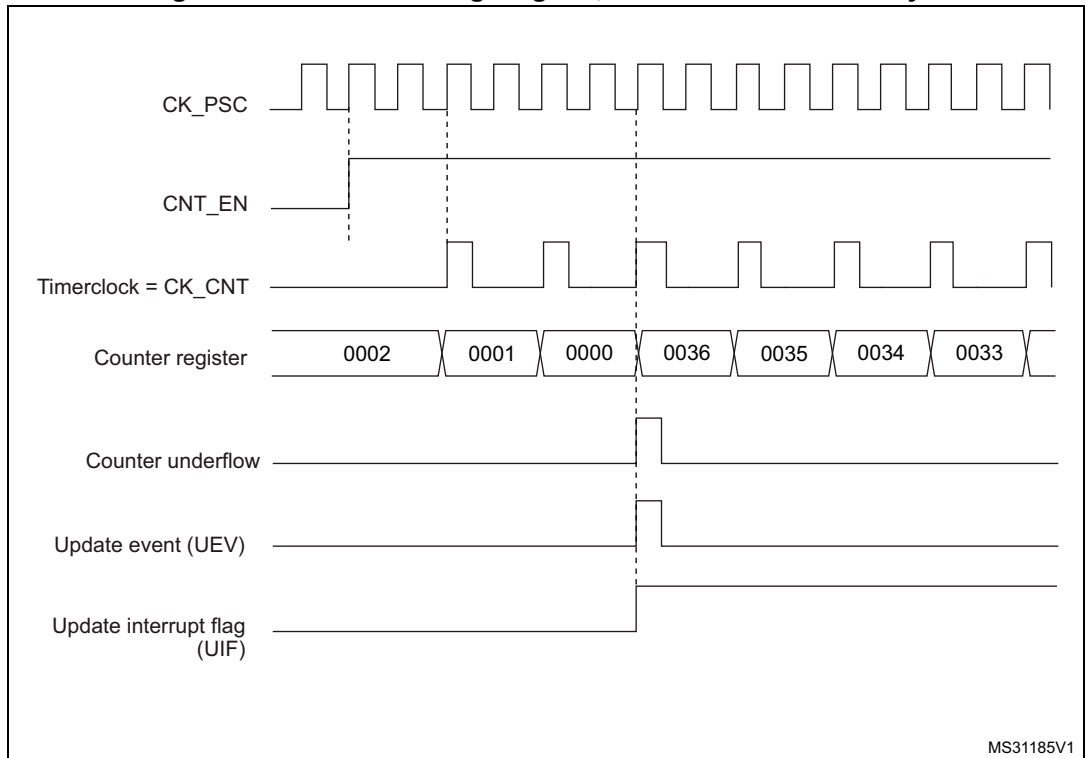 CK_PSC
CNT_EN
Timerclock = CK_CNT
Counter register
0002 0001 0000 0036 0035 0034 0033
Counter underflow
Update event (UEV)
Update interrupt flag
(UIF)
MS31185V1